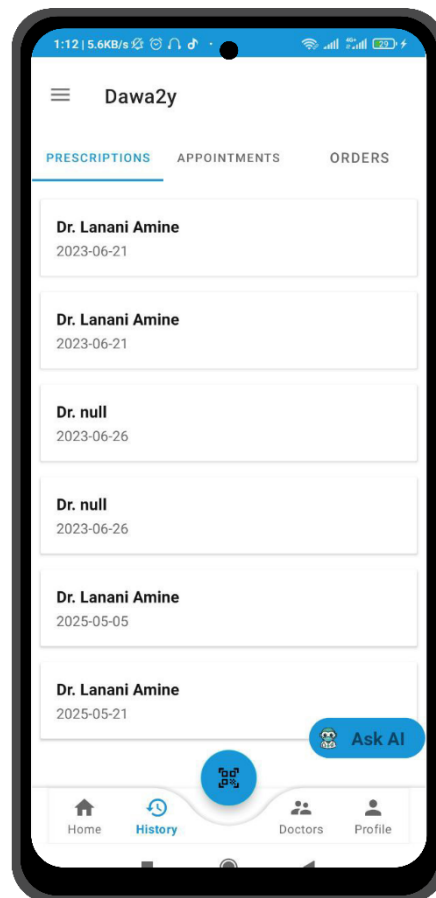 1:12 | 5.6KB/s
4G+
29
Dawa2y
PRESCRIPTIONS APPOINTMENTS ORDERS
Dr. Lanani Amine
2023-06-21
Dr. Lanani Amine
2023-06-21
Dr. null
2023-06-26
Dr. null
2023-06-26
Dr. Lanani Amine
2025-05-05
Dr. Lanani Amine
2025-05-21
Ask AI
Home History Doctors Profile